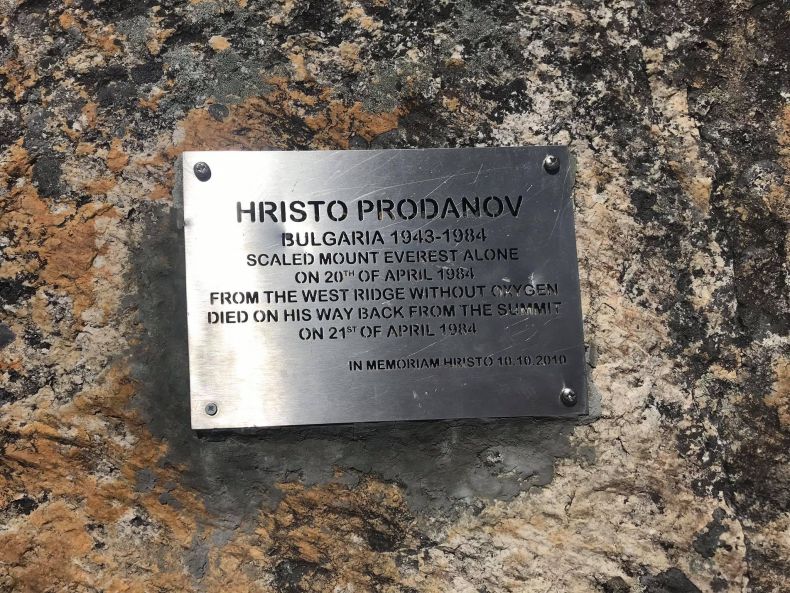 HRISTO PRODANOV
BULGARIA 1943-1984
SCALED MOUNT EVEREST ALONE
ON 20TH OF APRIL 1984
FROM THE WEST RIDGE WITHOUT OXYGEN
DIED ON HIS WAY BACK FROM THE SUMMIT
ON 21ST OF APRIL 1984
IN MEMORIAM HRISTO 10.10.2010